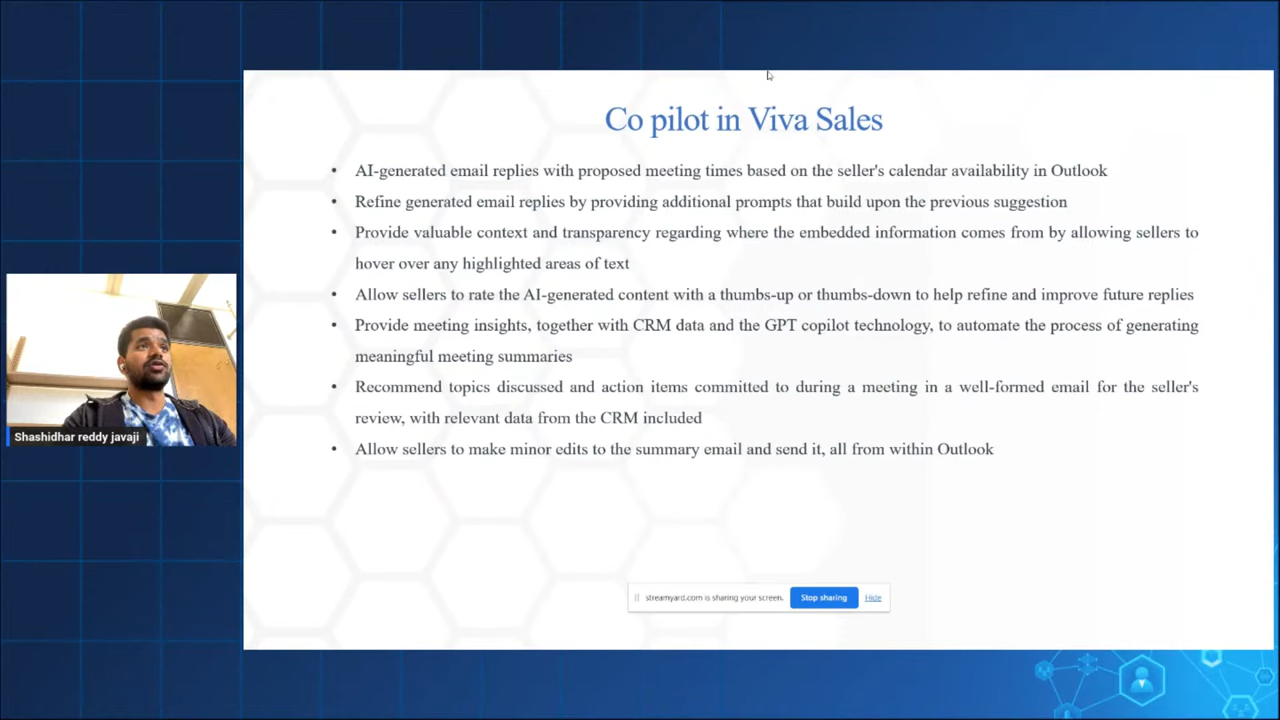 Co pilot in Viva Sales
• AI-generated email replies with proposed meeting times based on the seller's calendar availability in Outlook
• Refine generated email replies by providing additional prompts that build upon the previous suggestion
• Provide valuable context and transparency regarding where the embedded information comes from by allowing sellers to
hover over any highlighted areas of text
• Allow sellers to rate the AI-generated content with a thumbs-up or thumbs-down to help refine and improve future replies
• Provide meeting insights, together with CRM data and the GPT copilot technology, to automate the process of generating
meaningful meeting summaries
• Recommend topics discussed and action items committed to during a meeting in a well-formed email for the seller's
review, with relevant data from the CRM included
• Allow sellers to make minor edits to the summary email and send it, all from within Outlook
Shashidhar reddy javaji
streamyard.com is sharing your screen. Stop sharing Hide